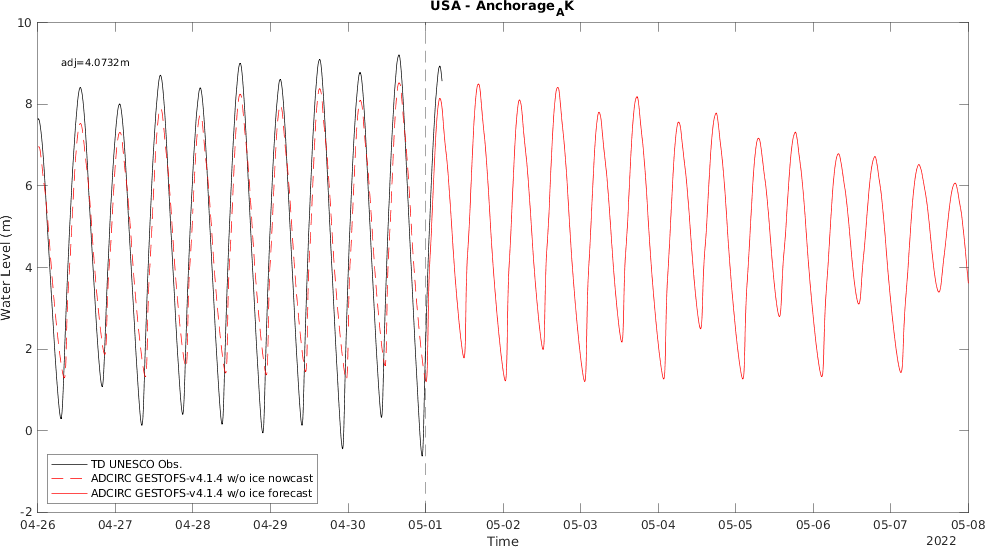 USA - Anchorage_AK
10
adj=4.0732m
8
6
Water Level (m)
4
2
0
TD UNESCO Obs.
ADCIRC GESTOFS-v4.1.4 w/o ice nowcast
ADCIRC GESTOFS-v4.1.4 w/o ice forecast
-2
04-26 04-27 04-28 04-29 04-30 05-01 05-02 05-03 05-04 05-05 05-06 05-07 05-08
Time
2022